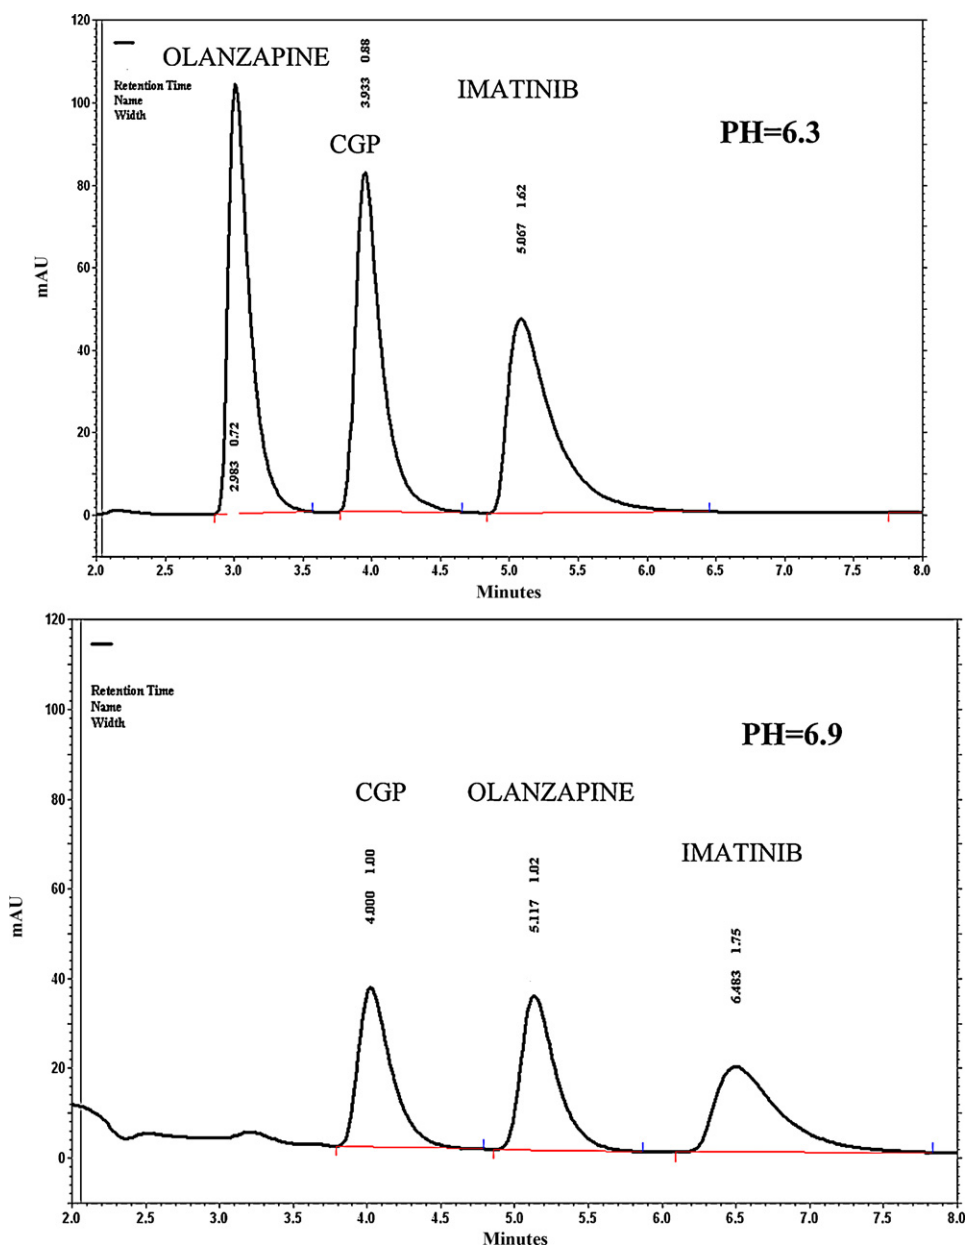 120
OLANZAPINE
3.933 0.88
IMATINIB
Retention Time
Name
Width
100
PH=6.3
CGP
80
5.067 1.62
60
mAU
40
2.983 0.72
20
0
2.0 2.5 3.0 3.5 4.0 4.5 5.0 5.5 6.0 6.5 7.0 7.5 8.0
Minutes
120
Retention Time
Name
Width
100
PH=6.9
80
CGP OLANZAPINE
IMATINIB
4.000 1.00
5.117 1.02
60
mAU
6.483 1.75
40
20
0
2.0 2.5 3.0 3.5 4.0 4.5 5.0 5.5 6.0 6.5 7.0 7.5 8.0
Minutes